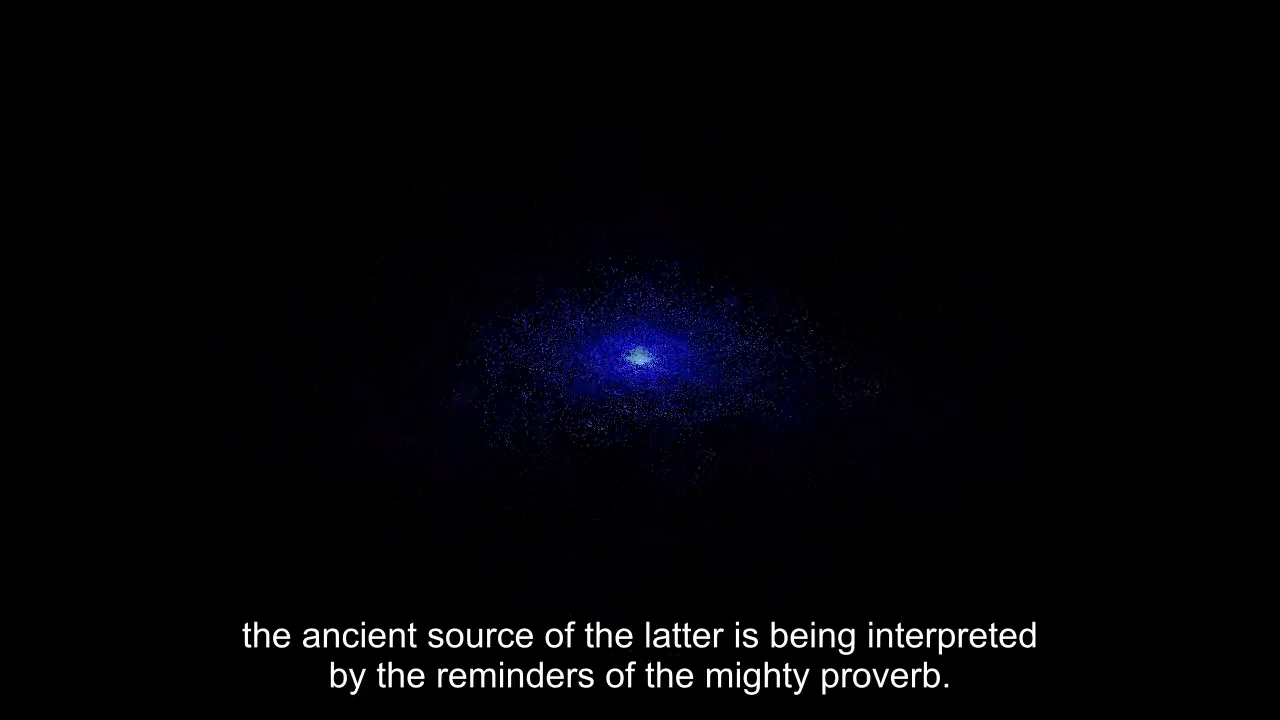 the ancient source of the latter is being interpreted
by the reminders of the mighty proverb.